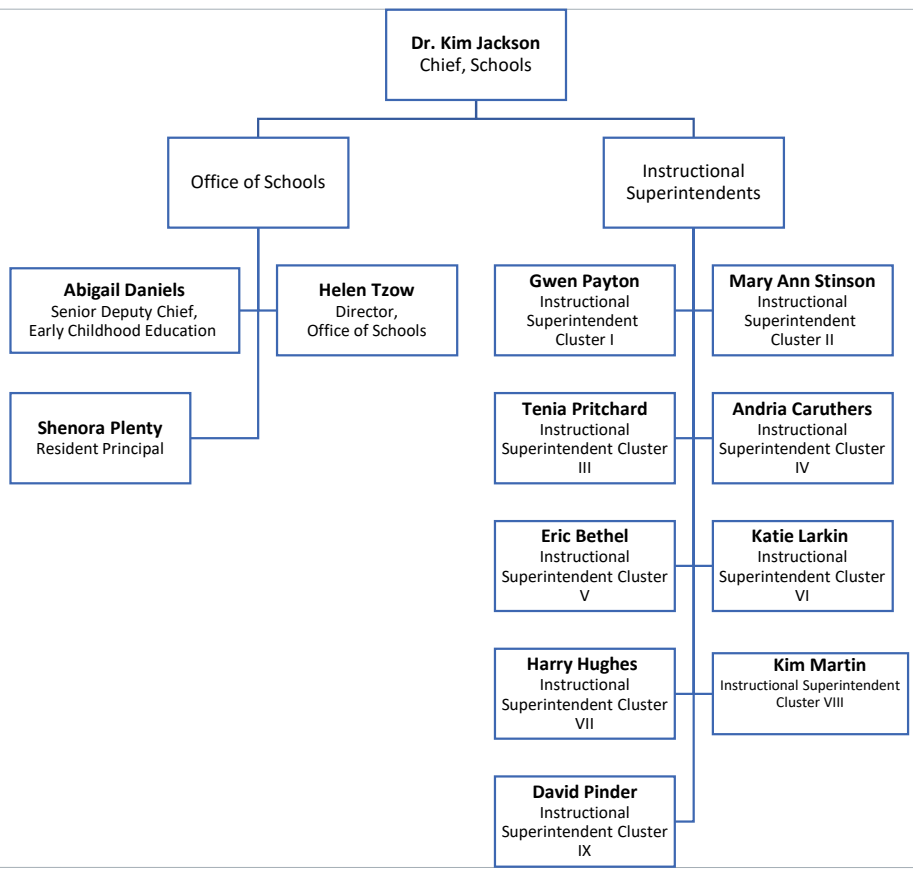 Dr. Kim Jackson
Chief, Schools
Office of Schools
Instructional
Superintendents
Abigail Daniels
Senior Deputy Chief,
Early Childhood Education
Helen Tzow
Director,
Office of Schools
Shenora Plenty
Resident Principal
Gwen Payton
Instructional
Superintendent
Cluster I
Mary Ann Stinson
Instructional
Superintendent
Cluster II
Tenia Pritchard
Instructional
Superintendent Cluster
III
Andria Caruthers
Instructional
Superintendent Cluster
IV
Eric Bethel
Instructional
Superintendent Cluster
V
Katie Larkin
Instructional
Superintendent Cluster
VI
Harry Hughes
Instructional
Superintendent Cluster
VII
Kim Martin
Instructional Superintendent
Cluster VIII
David Pinder
Instructional
Superintendent Cluster
IX